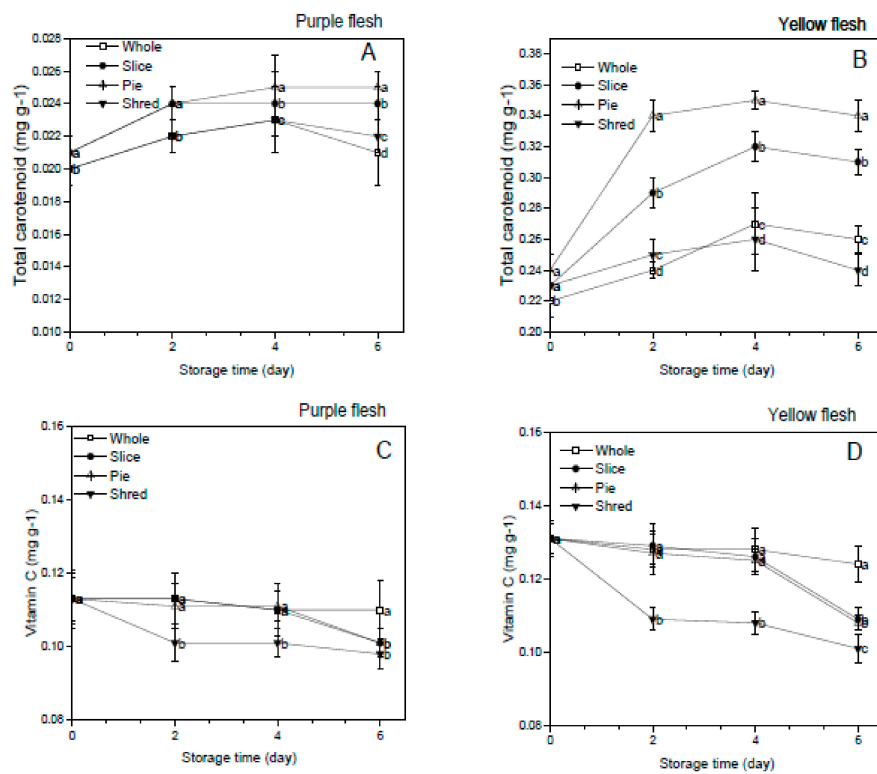 Purple flesh
A
Whole
Slice
Pie
Shred
Total carotenoid (mg g-1)
0.028
0.026
0.024
0.022
0.020
0.018
0.016
0.014
0.012
0.010
a
b
a
b
a
b
c
a
b
c
d
0
2
4
6
Storage time (day)
Yellow flesh
B
Whole
Slice
Pie
Shred
Total carotenoid (mg g-1)
0.38
0.36
0.34
0.32
0.30
0.28
0.26
0.24
0.22
0.20
a
a
b
a
b
c
d
a
b
c
d
a
b
c
d
0
2
4
6
Storage time (day)
Purple flesh
C
Whole
Slice
Pie
Shred
Vitamin C (mg g-1)
0.16
0.14
0.12
0.10
0.08
a
a
a
b
a
a
b
a
b
b
0
2
4
6
Storage time (day)
Yellow flesh
D
Whole
Slice
Pie
Shred
Vitamin C (mg g-1)
0.16
0.14
0.12
0.10
0.08
a
a
a
b
a
a
a
b
a
b
b
c
0
2
4
6
Storage time (day)